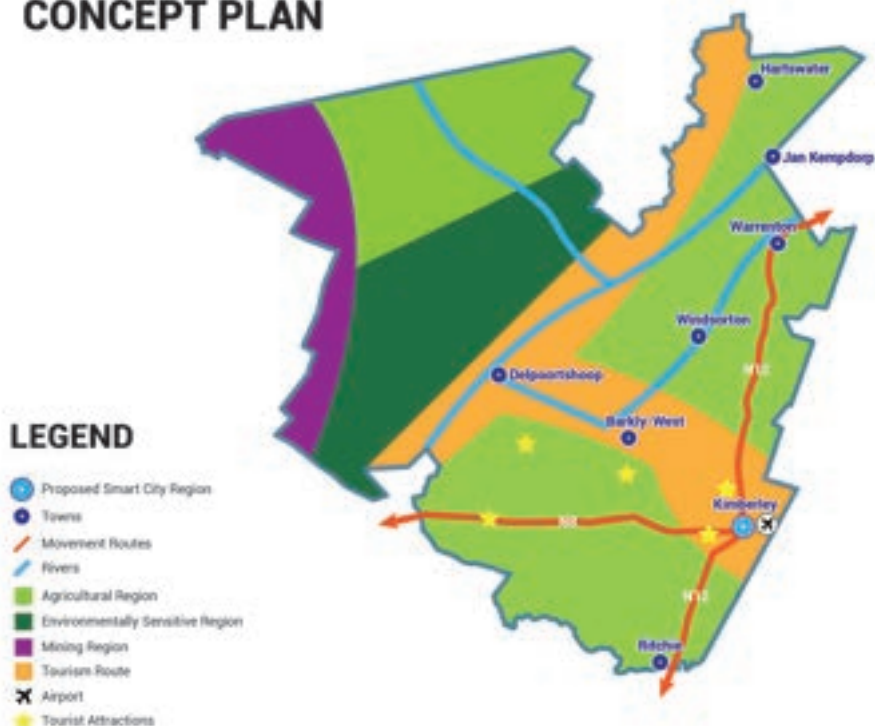 CONCEPT PLAN
Hartswater
Jan Kempdorp
Warrenton
Windsorton
N12
Delpoortshoop
Barkly-West
Kimberley
N8
N12
Ritchie
LEGEND
Proposed Smart City Region
Towns
Movement Routes
Rivers
Agricultural Region
Environmentally Sensitive Region
Mining Region
Tourism Route
Airport
Tourist Attractions